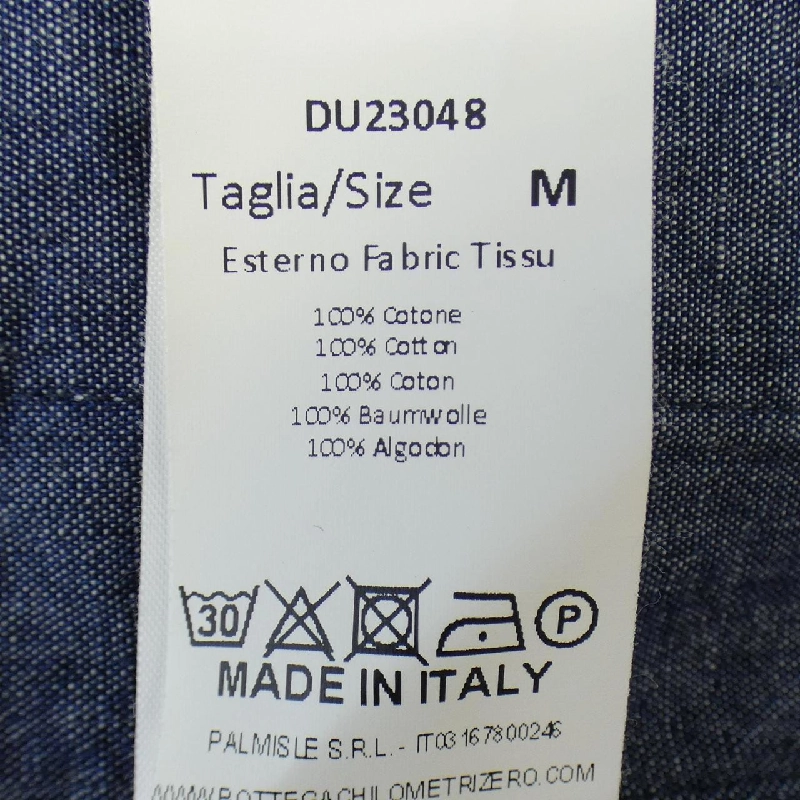 DU23048
Taglia/Size M
Esterno Fabric Tissu
100% Cotone
100% Cotton
100% Coton
100% Baumwolle
100% Algodon
30 P
MADE IN ITALY
PALMISLE S.R.L. - IT03167800246
WWW.BOTTEGACHILOMETRIZERO.COM